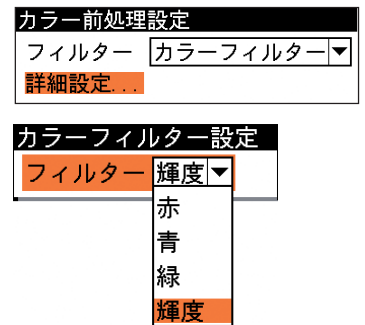 カラー前処理設定
フィルター カラーフィルター▼
詳細設定...
カラーフィルター設定
フィルター 輝度▼
赤
青
緑
輝度